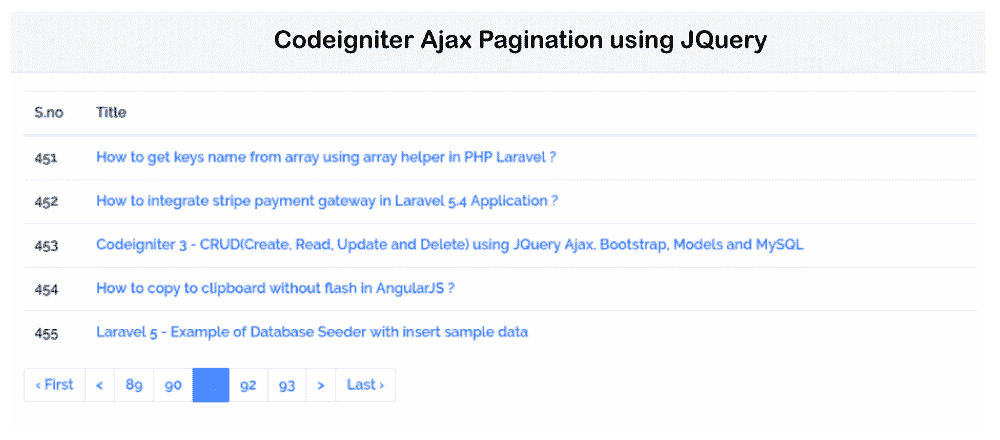 Codeigniter Ajax Pagination using JQuery
S.no Title
451 How to get keys name from array using array helper in PHP Laravel ?
452 How to integrate stripe payment gateway in Laravel 5.4 Application ?
453 Codeigniter 3 - CRUD(Create, Read, Update and Delete) using JQuery Ajax, Bootstrap, Models and MySQL
454 How to copy to clipboard without flash in AngularJS ?
455 Laravel 5 - Example of Database Seeder with insert sample data
‹ First < 89 90 92 93 > Last ›